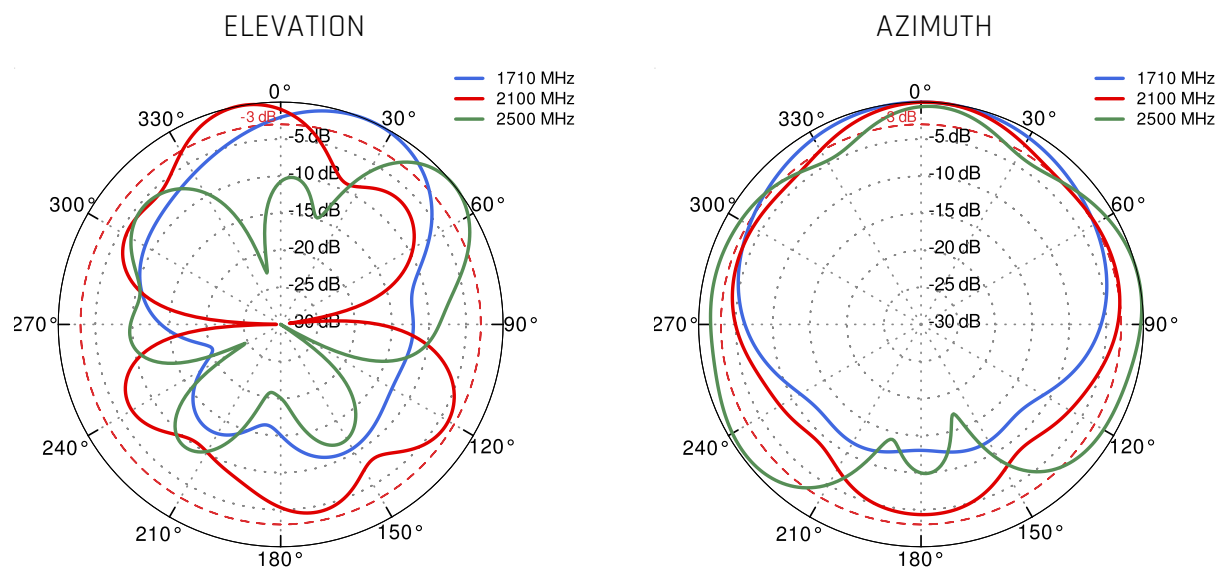 ELEVATION
1710 MHz
2100 MHz
2500 MHz
0°
330°
30°
-3 dB
-5 dB
-10 dB
300°
60°
-15 dB
-20 dB
-25 dB
270°
-30 dB
90°
240°
120°
210°
150°
180°
AZIMUTH
1710 MHz
2100 MHz
2500 MHz
0°
330°
30°
-3 dB
-5 dB
-10 dB
300°
60°
-15 dB
-20 dB
-25 dB
270°
-30 dB
90°
240°
120°
210°
150°
180°